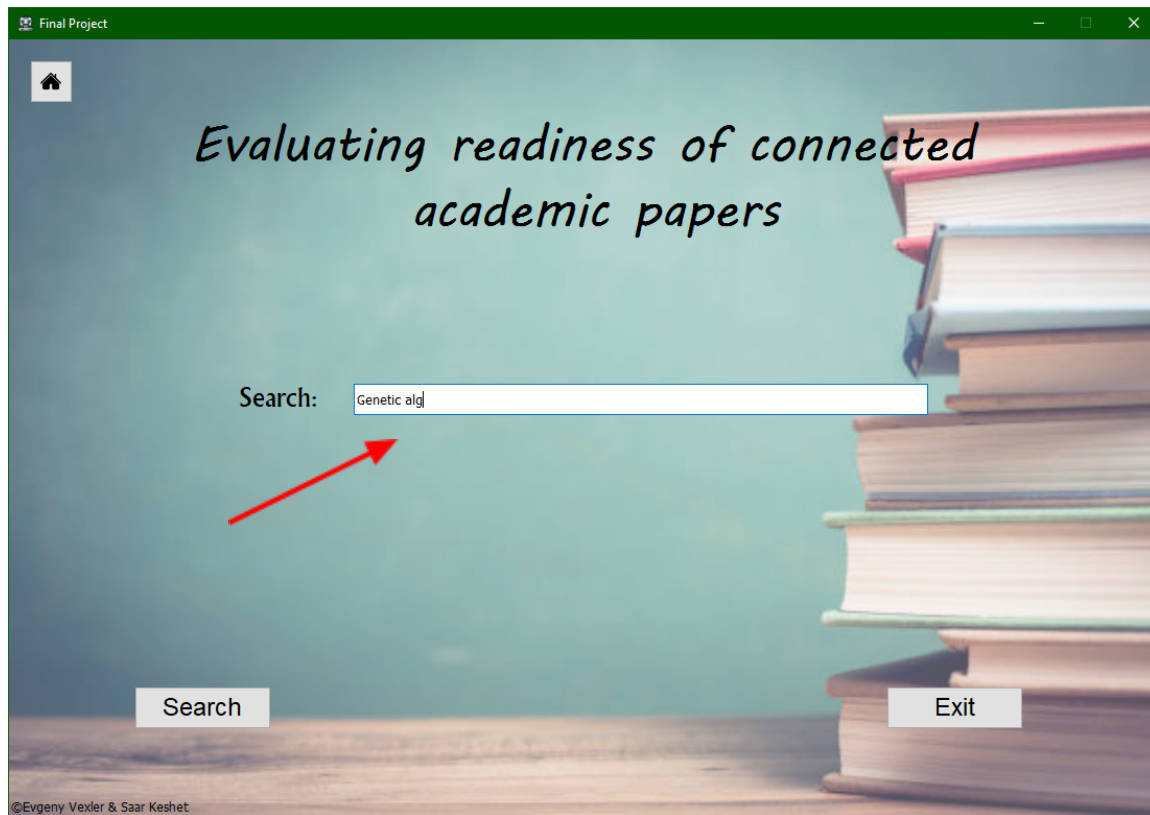 Final Project
Evaluating readiness of connected
academic papers
Search:
Genetic alg
Search
Exit
©Evgeny Vexler & Saar Keshet